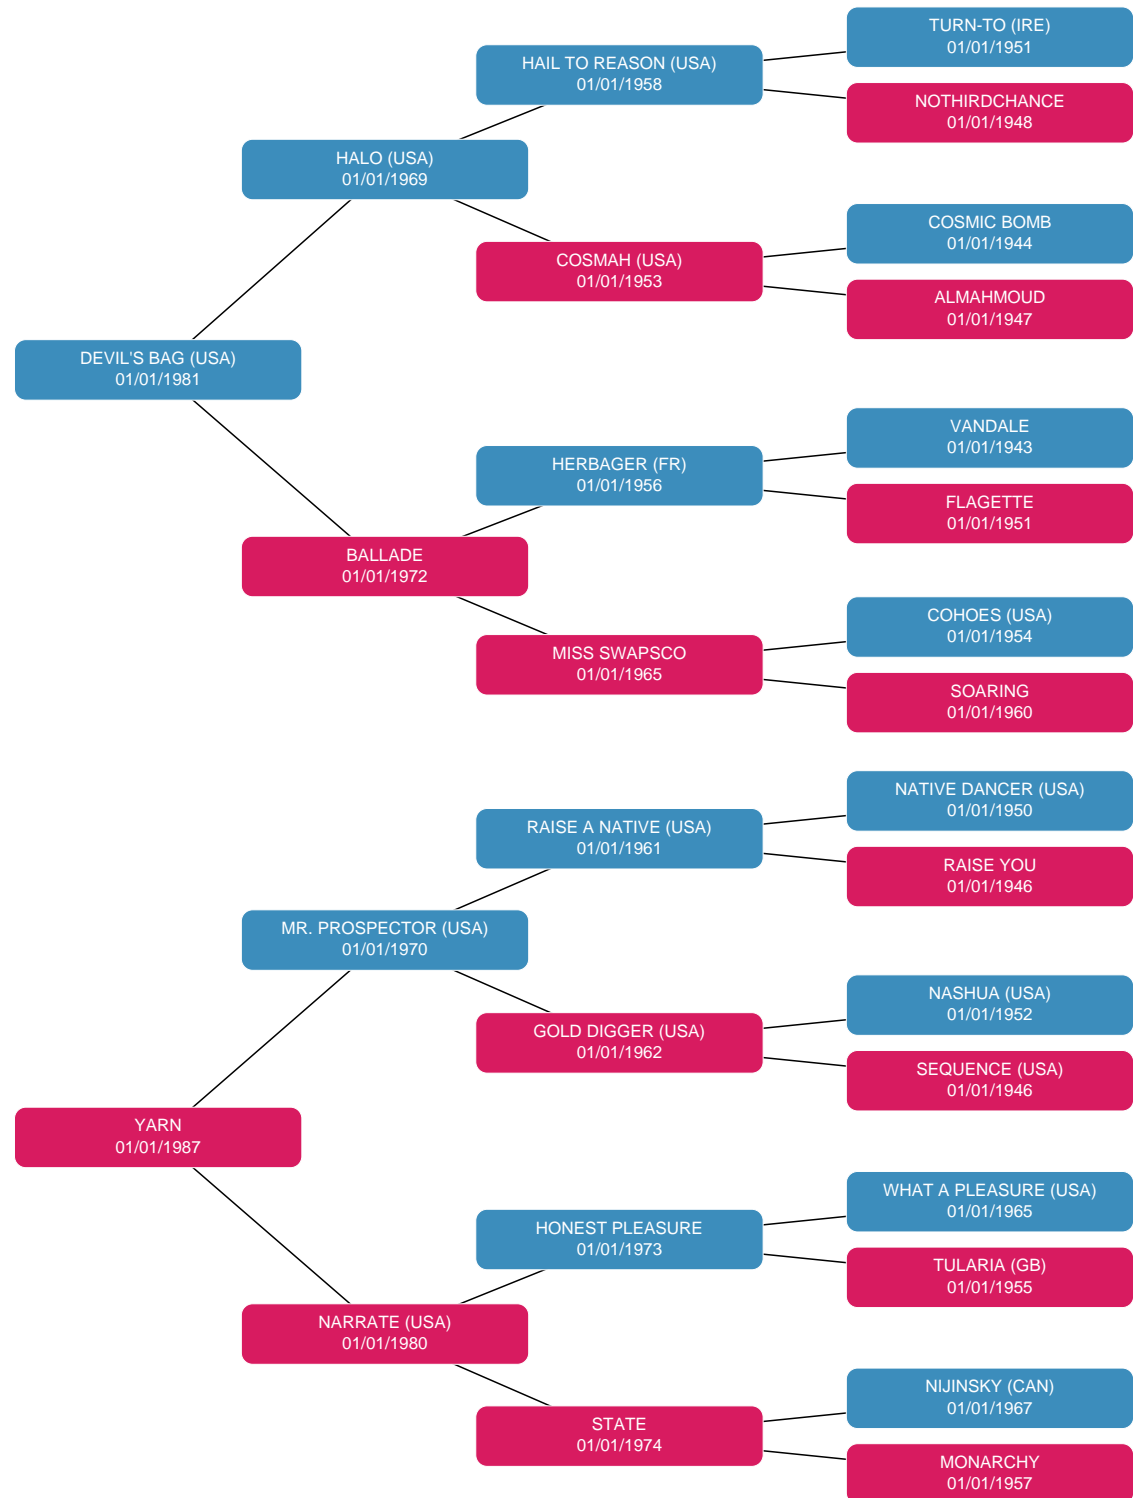 TURN-TO (IRE)
01/01/1951
HAIL TO REASON (USA)
01/01/1958
NOTHIRDCHANCE
01/01/1948
HALO (USA)
01/01/1969
COSMIC BOMB
01/01/1944
COSMAH (USA)
01/01/1953
ALMAHMOUD
01/01/1947
DEVIL'S BAG (USA)
01/01/1981
VANDALE
01/01/1943
HERBAGER (FR)
01/01/1956
FLAGETTE
01/01/1951
BALLADE
01/01/1972
COHOES (USA)
01/01/1954
MISS SWAPSCO
01/01/1965
SOARING
01/01/1960
NATIVE DANCER (USA)
01/01/1950
RAISE A NATIVE (USA)
01/01/1961
RAISE YOU
01/01/1946
MR. PROSPECTOR (USA)
01/01/1970
NASHUA (USA)
01/01/1952
GOLD DIGGER (USA)
01/01/1962
SEQUENCE (USA)
01/01/1946
YARN
01/01/1987
WHAT A PLEASURE (USA)
01/01/1965
HONEST PLEASURE
01/01/1973
TULARIA (GB)
01/01/1955
NARRATE (USA)
01/01/1980
NIJINSKY (CAN)
01/01/1967
STATE
01/01/1974
MONARCHY
01/01/1957